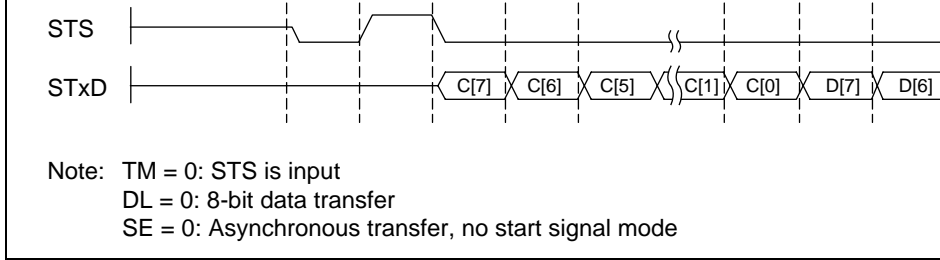 STS
STxD C[7] C[6] C[5] C[1] C[0] D[7] D[6]
Note: TM = 0: STS is input
DL = 0: 8-bit data transfer
SE = 0: Asynchronous transfer, no start signal mode